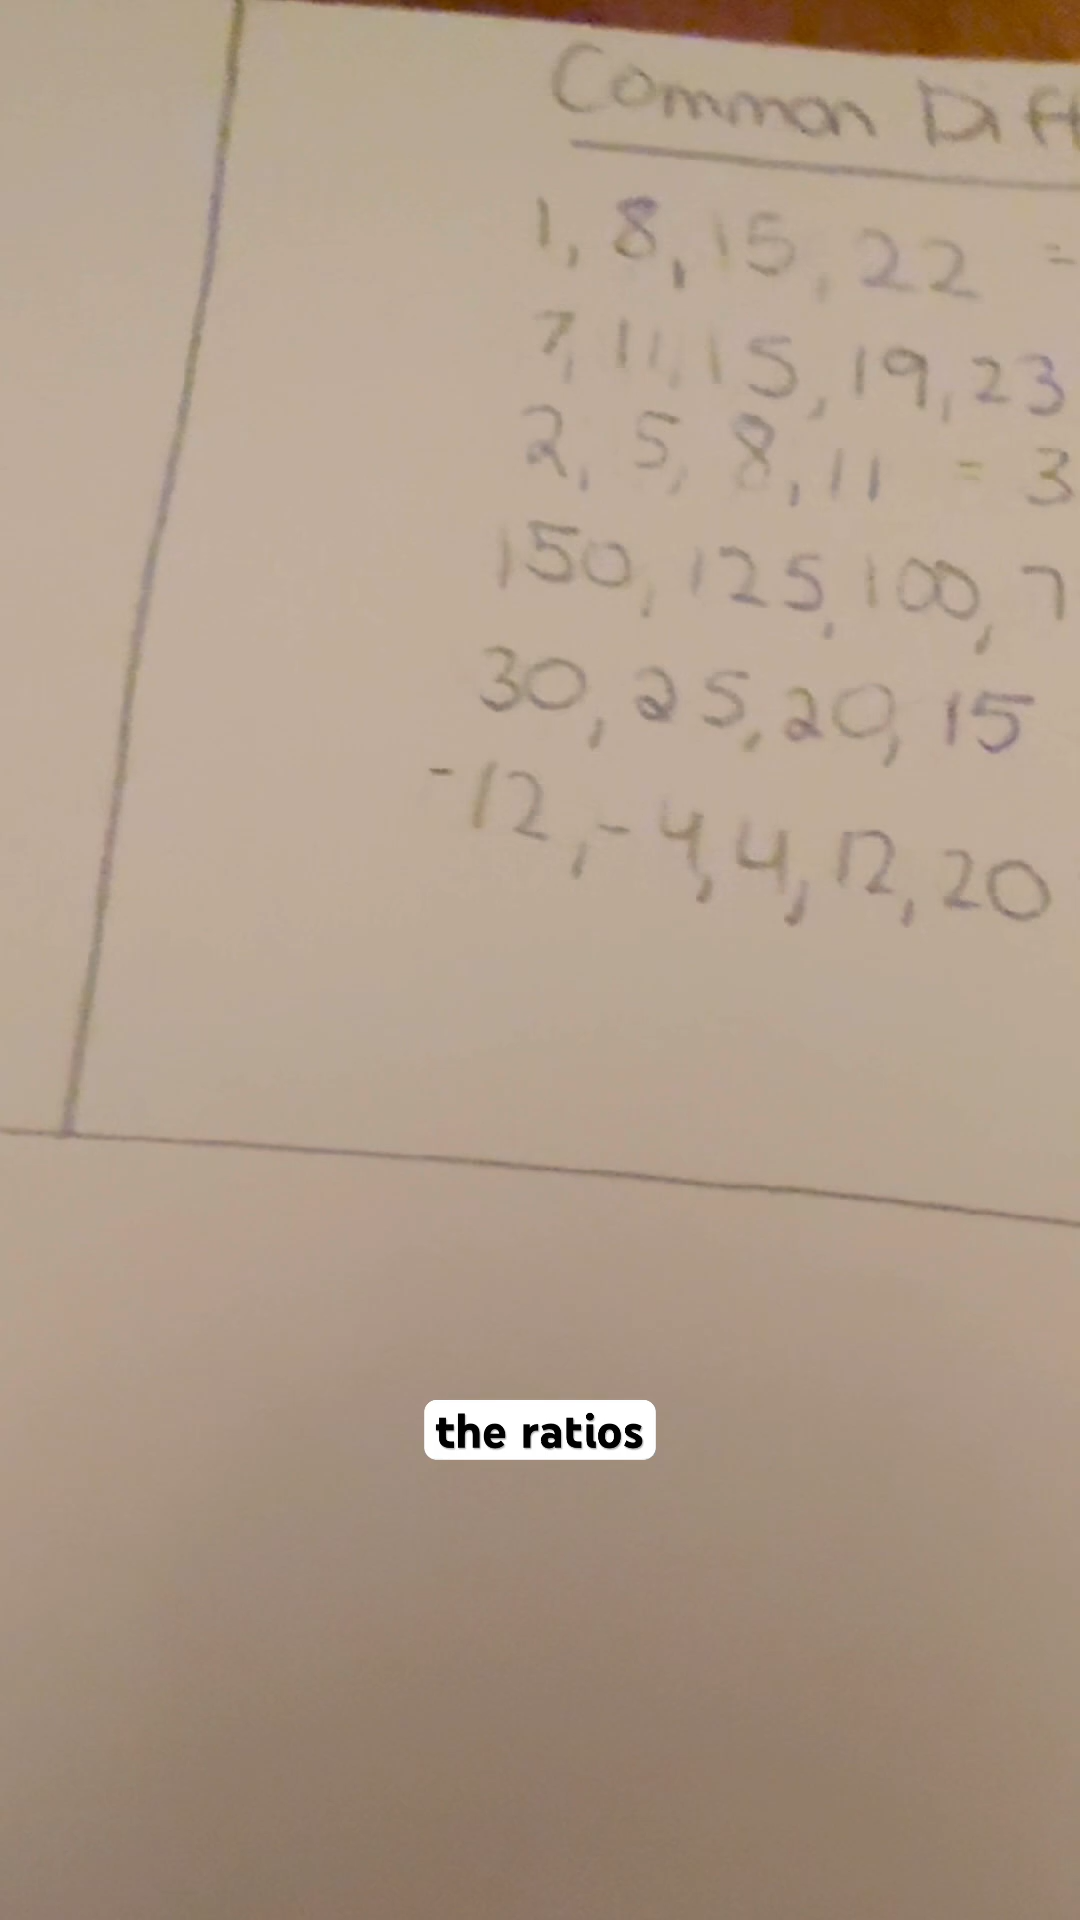 Common Diff
1, 8, 15, 22 =
7, 11, 15, 19, 23
2, 5, 8, 11 = 3
150, 125, 100, 7
30, 25, 20, 15
-12, -4, 4, 12, 20
the ratios